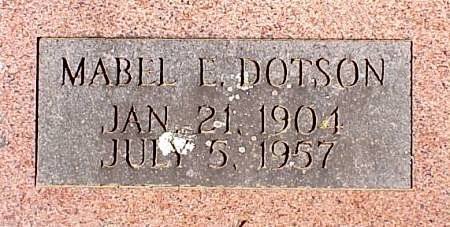 MABEL E. DOTSON
JAN. 21, 1904
JULY 5, 1957